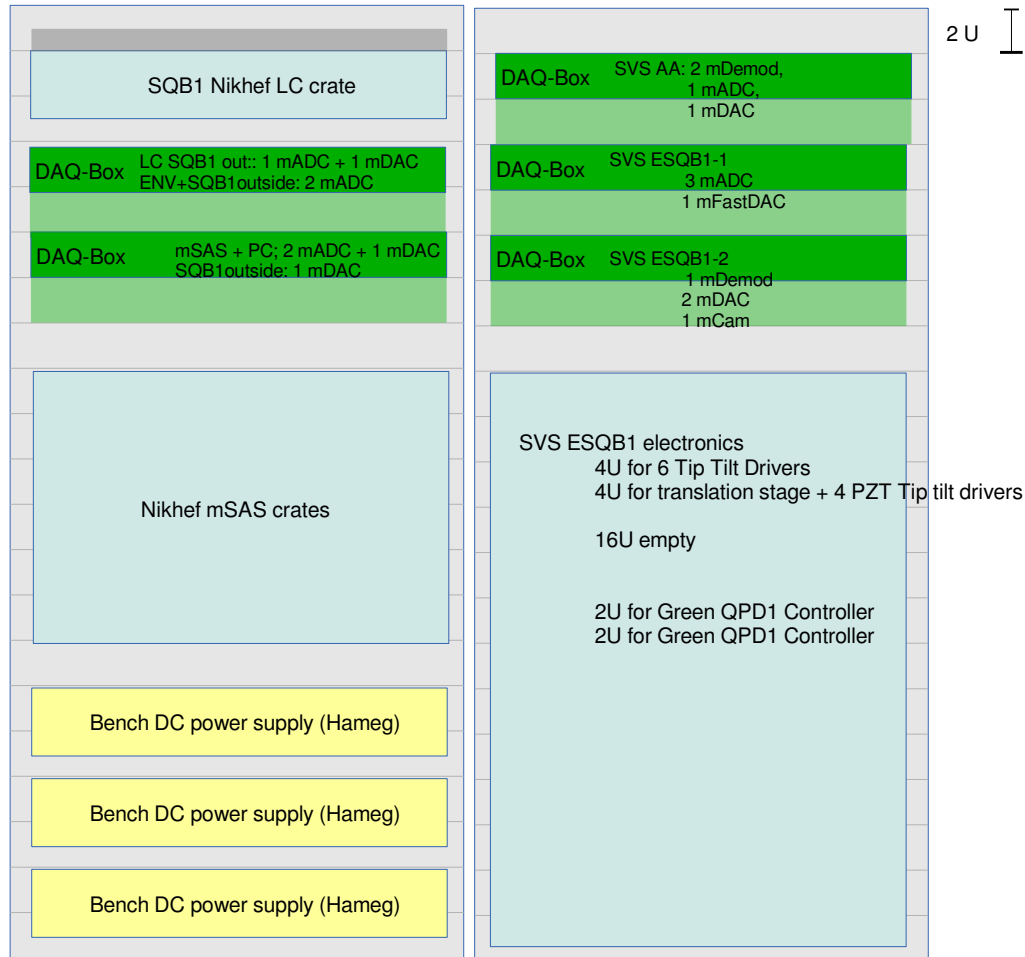 SQB1 Nikhef LC crate
DAQ-Box
LC SQB1 out:: 1 mADC + 1 mDAC
ENV+SQB1outside: 2 mADC
DAQ-Box
mSAS + PC; 2 mADC + 1 mDAC
SQB1outside: 1 mDAC
Nikhef mSAS crates
Bench DC power supply (Hameg)
Bench DC power supply (Hameg)
Bench DC power supply (Hameg)
DAQ-Box
SVS AA: 2 mDemod,
1 mADC,
1 mDAC
DAQ-Box
SVS ESQB1-1
3 mADC
1 mFastDAC
DAQ-Box
SVS ESQB1-2
1 mDemod
2 mDAC
1 mCam
SVS ESQB1 electronics
4U for 6 Tip Tilt Drivers
4U for translation stage + 4 PZT Tip tilt drivers
16U empty
2U for Green QPD1 Controller
2U for Green QPD1 Controller
2 U